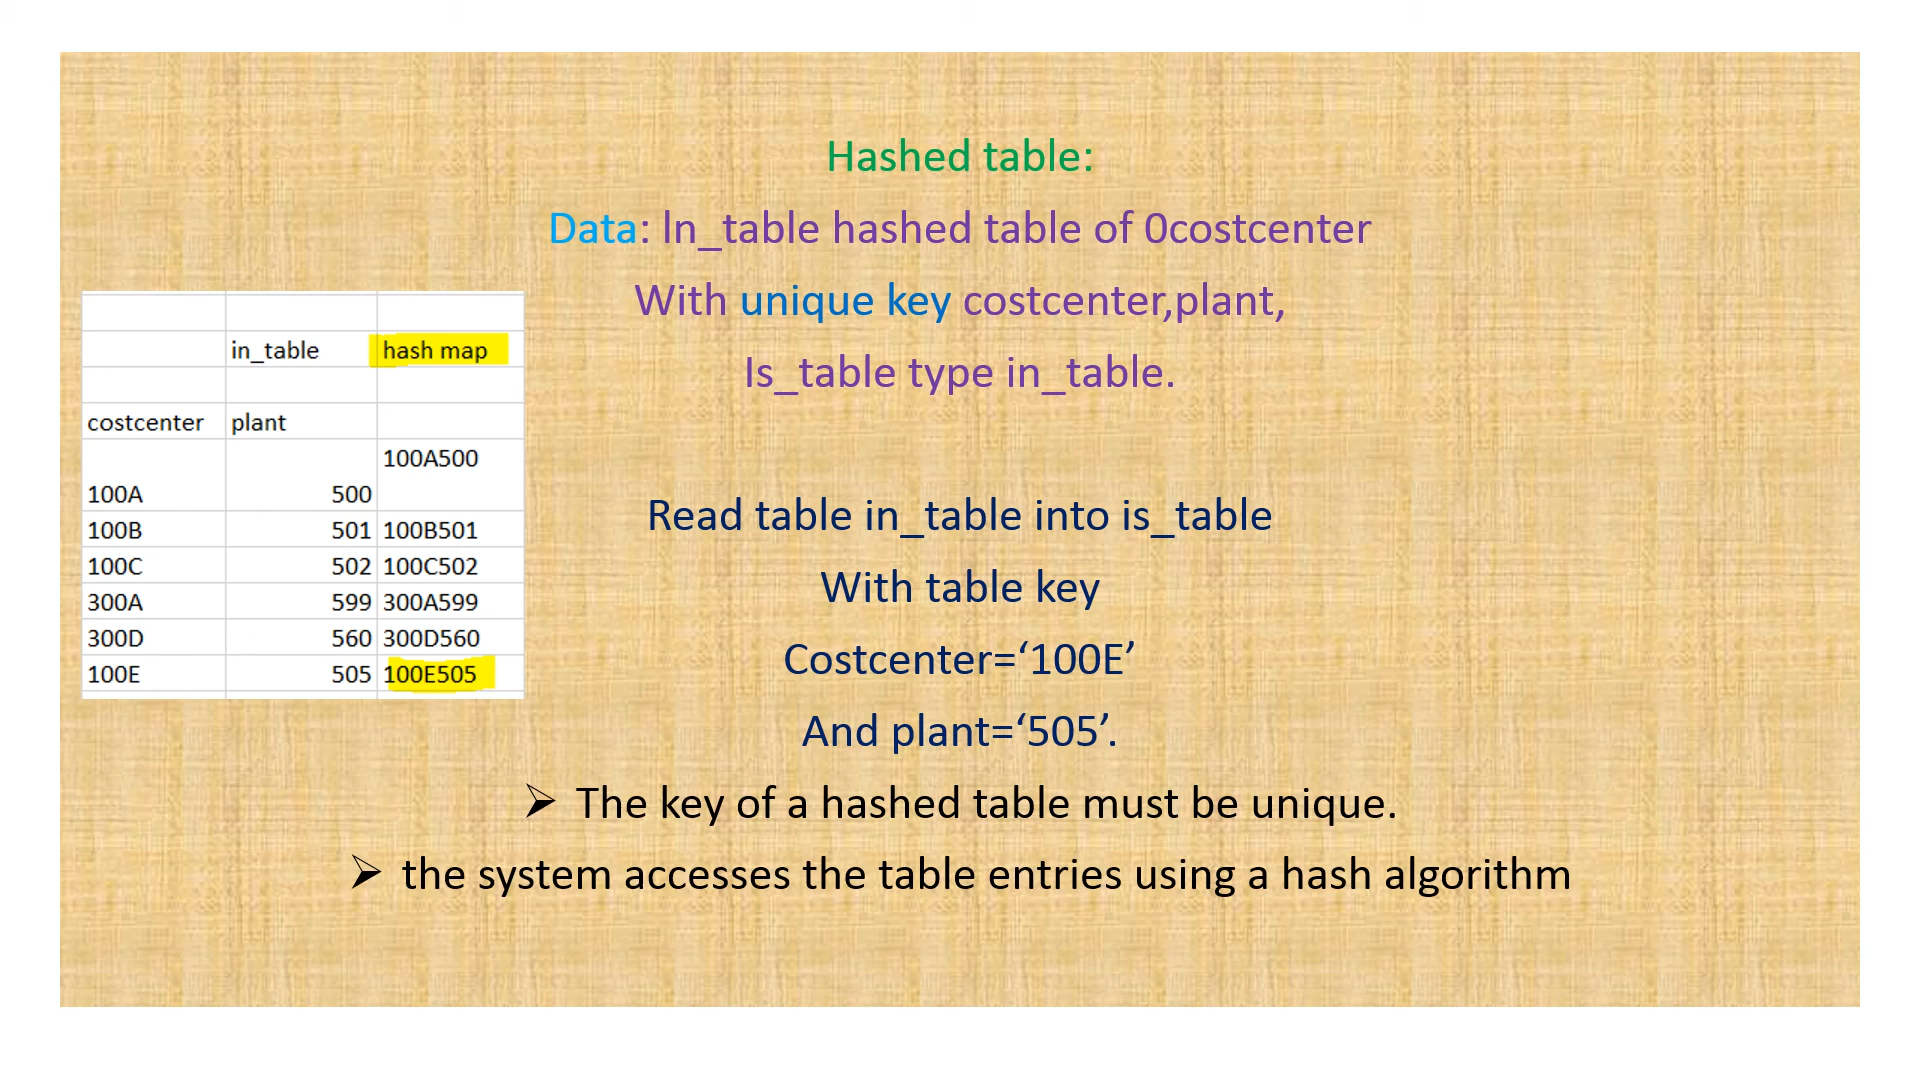 Hashed table:
Data: ln_table hashed table of 0costcenter
With unique key costcenter,plant,
Is_table type in_table.
in_table hash map
costcenter plant
100A500
100A 500
100B 501 100B501
100C 502 100C502
300A 599 300A599
300D 560 300D560
100E 505 100E505
Read table in_table into is_table
With table key
Costcenter=‘100E’
And plant=‘505’.
➢ The key of a hashed table must be unique.
➢ the system accesses the table entries using a hash algorithm